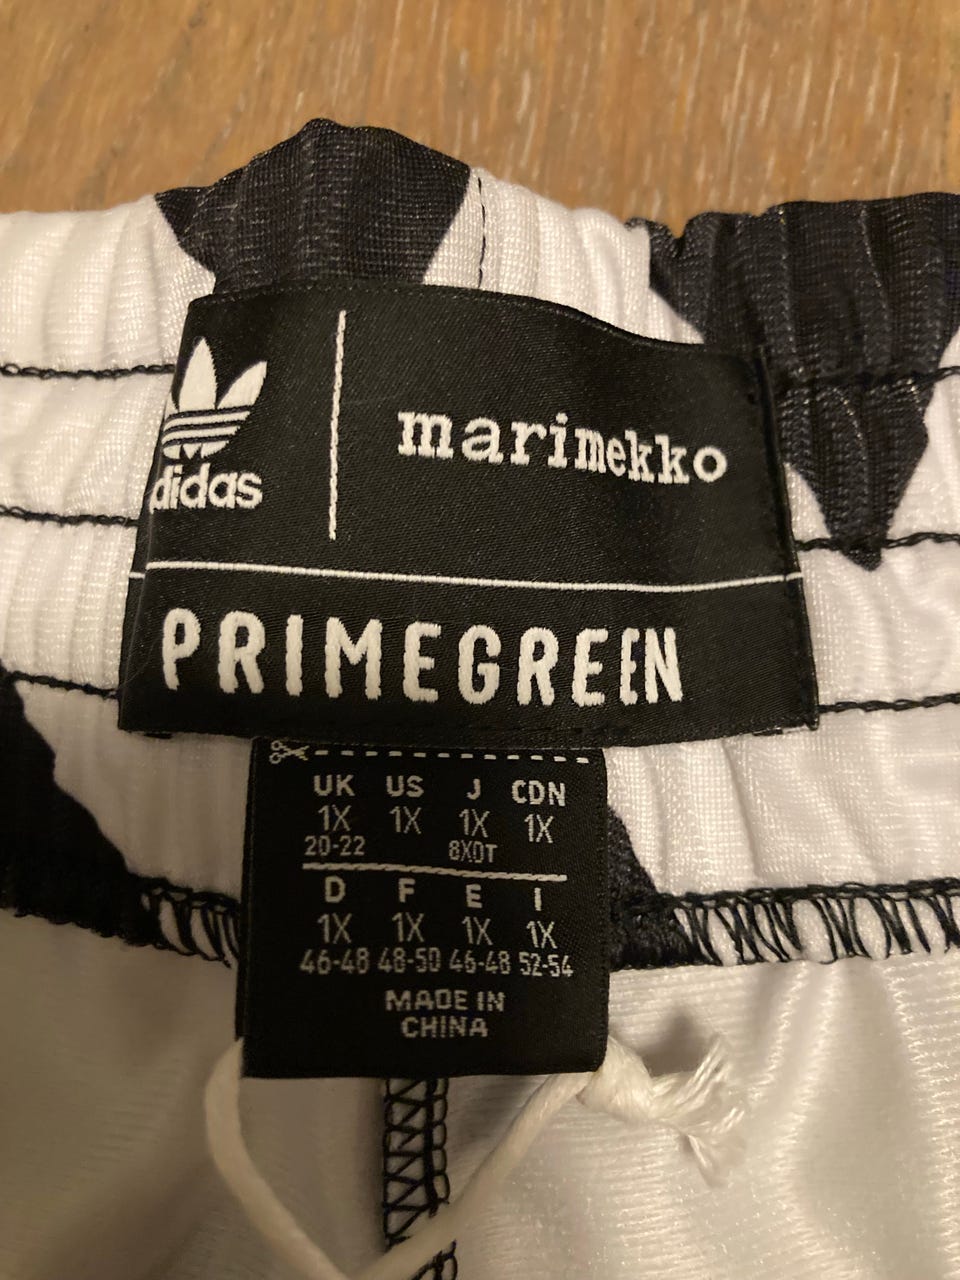 adidas
marimekko
PRIMEGREEN
UK US J CDN
1X 1X 1X 1X
20-22 8XOT
D F E I
1X 1X 1X 1X
46-48 48-50 46-48 52-54
MADE IN
CHINA